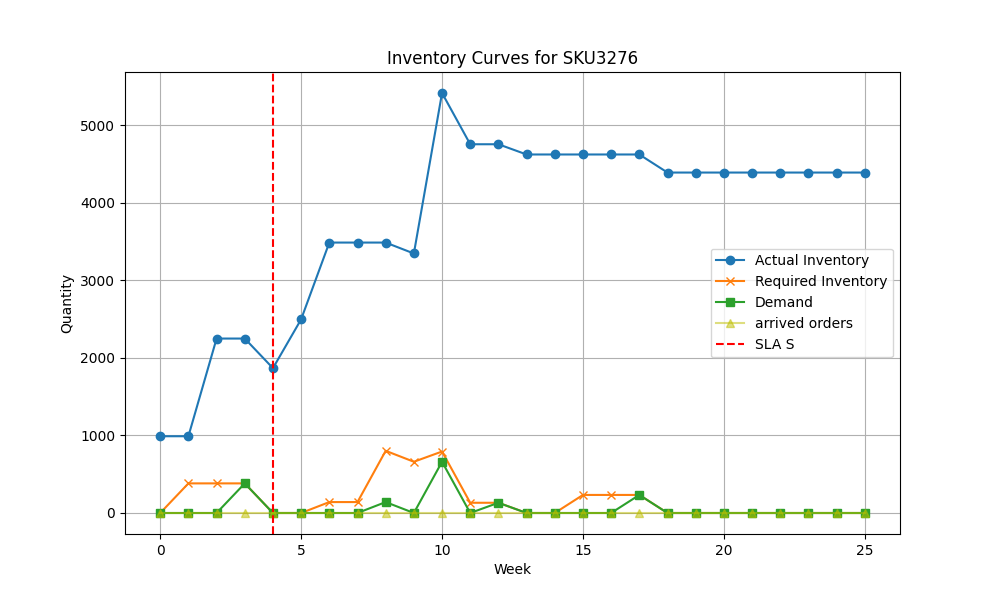 Inventory Curves for SKU3276
5000
4000
3000
2000
1000
0
Quantity
Actual Inventory
Required Inventory
Demand
arrived orders
SLA S
0 5 10 15 20 25
Week